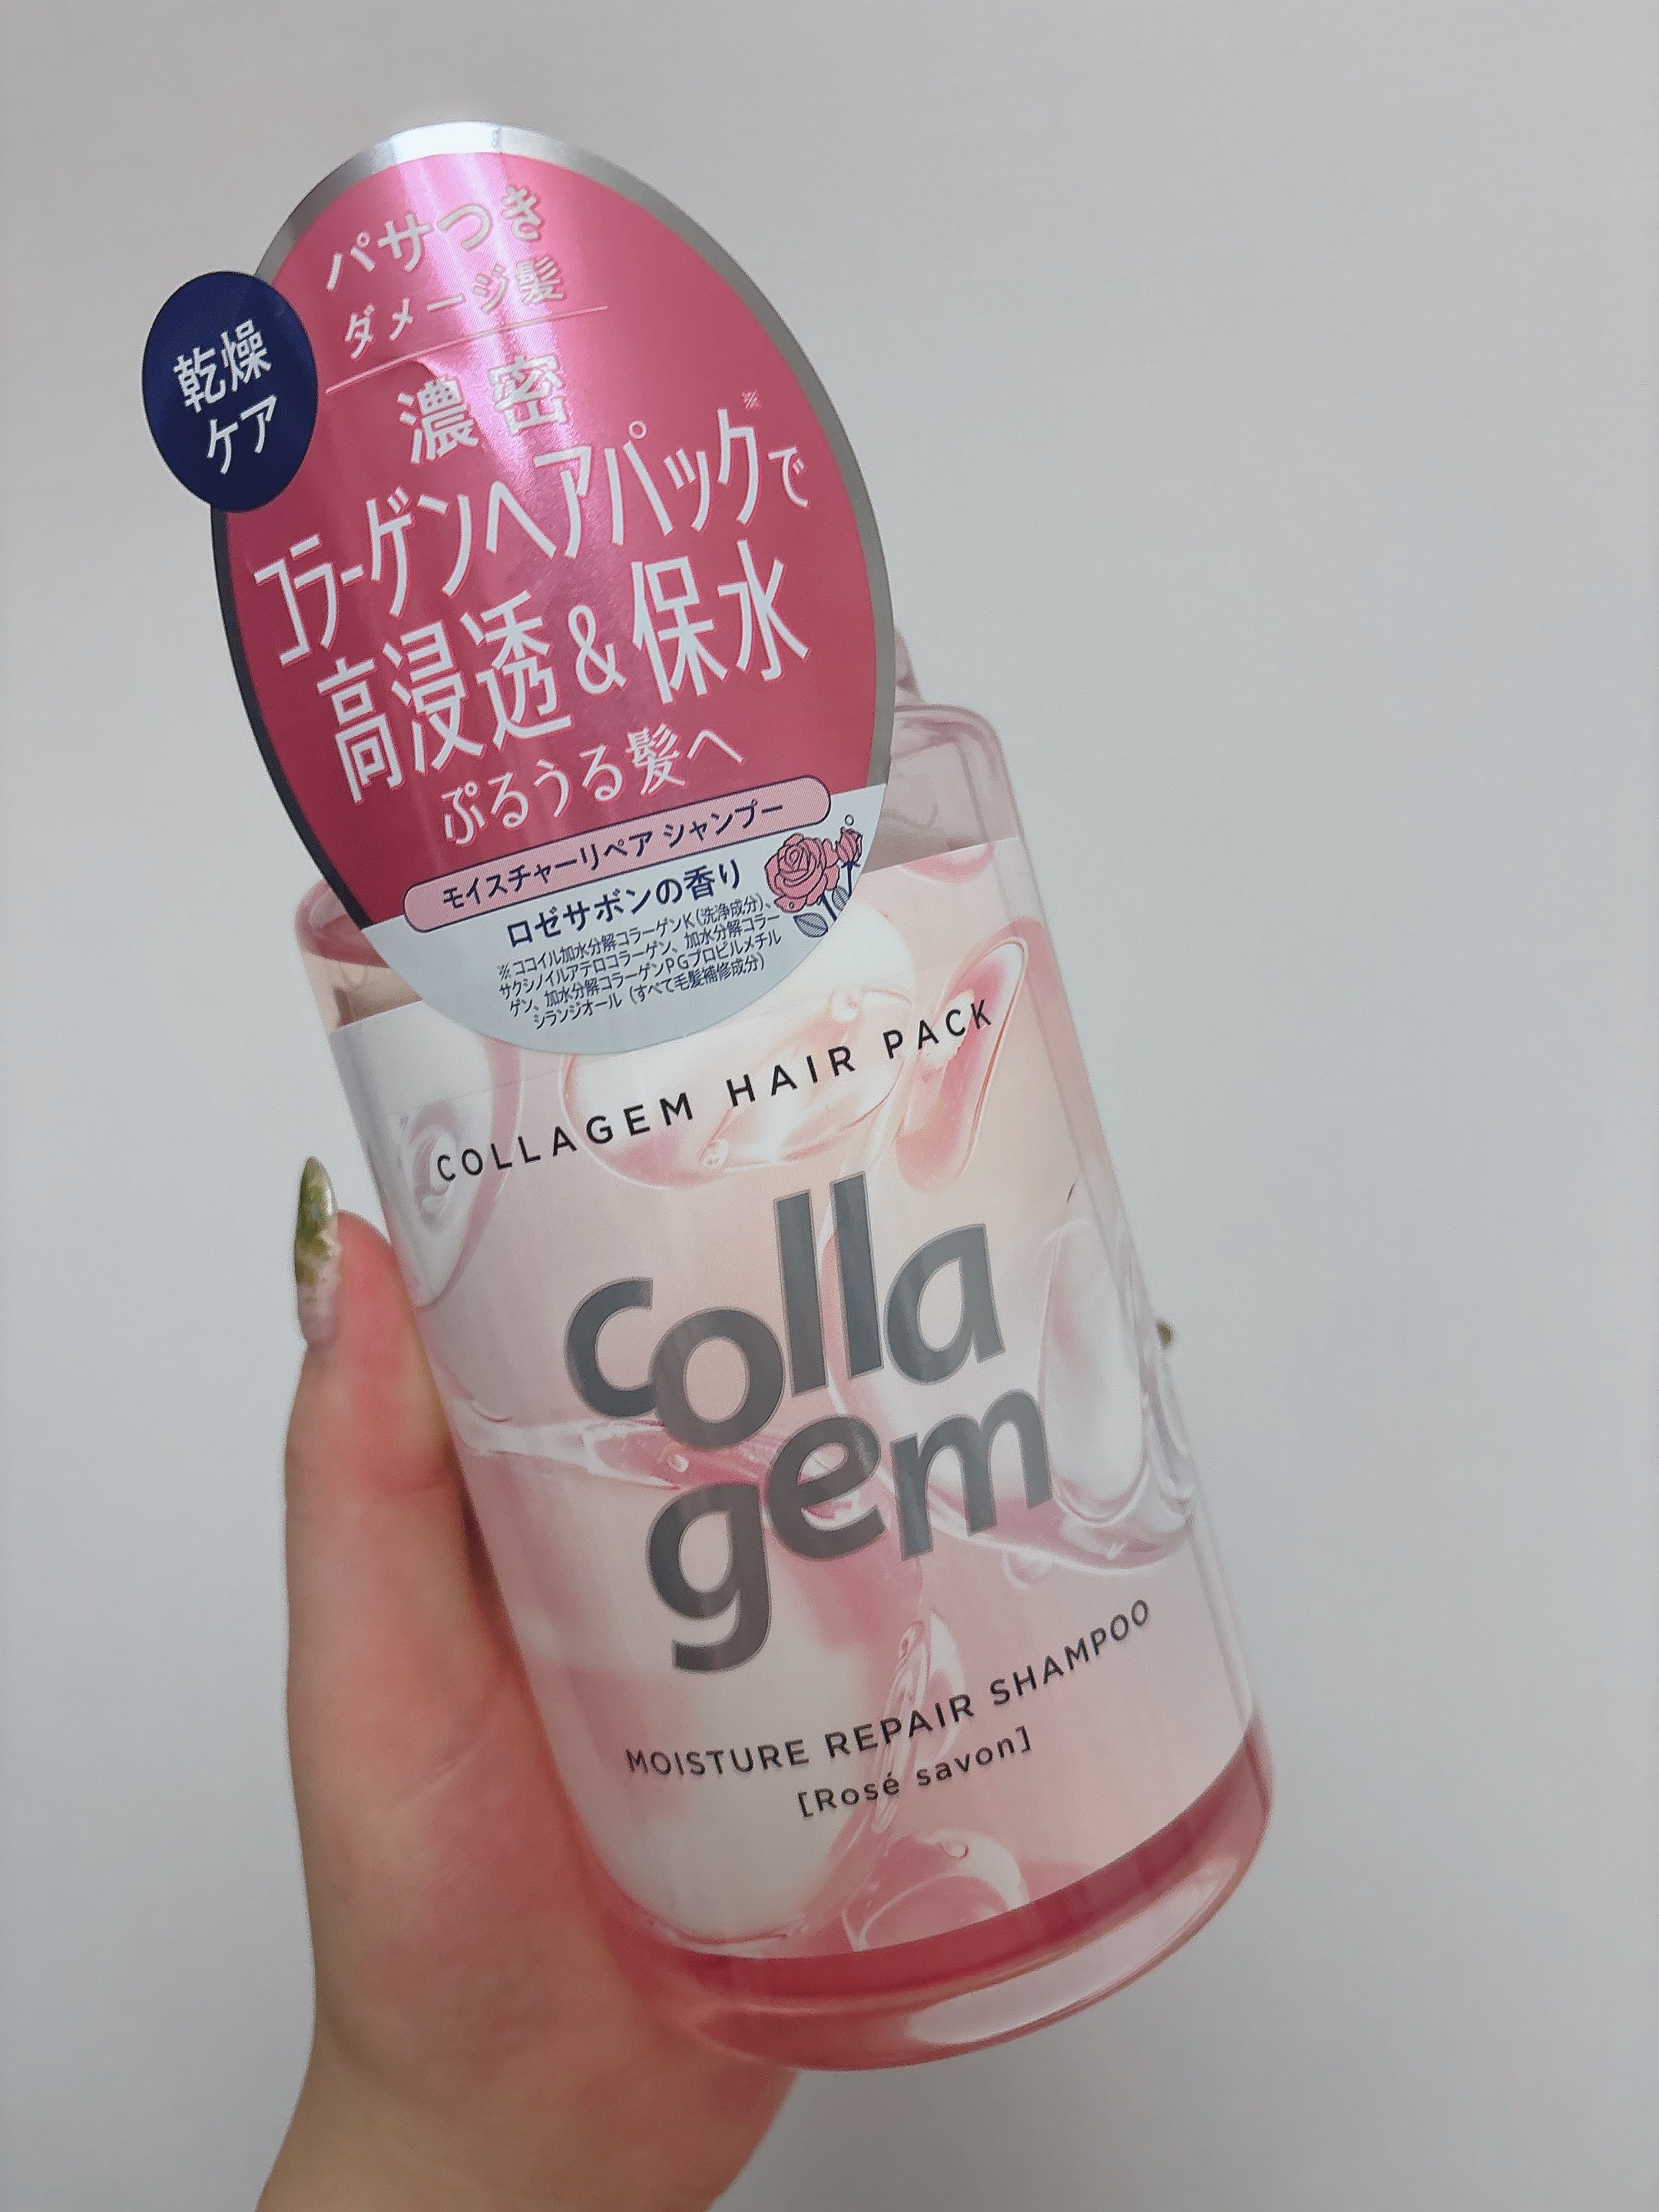 パサつき
ダメージ髪
乾燥
ケア
濃密
コラーゲンヘアパック※で
高浸透&保水
ぷるうる髪へ
モイスチャーリペア シャンプー
ロゼサボンの香り
※ココイル加水分解コラーゲンK(洗浄成分)、
サクシノイルアテロコラーゲン、加水分解コラー
ゲン、加水分解コラーゲンPGプロピルメチル
シランジオール(すべて毛髪補修成分)
COLLAGEM HAIR PACK
colla
gem
MOISTURE REPAIR SHAMPOO
[Rosé savon]